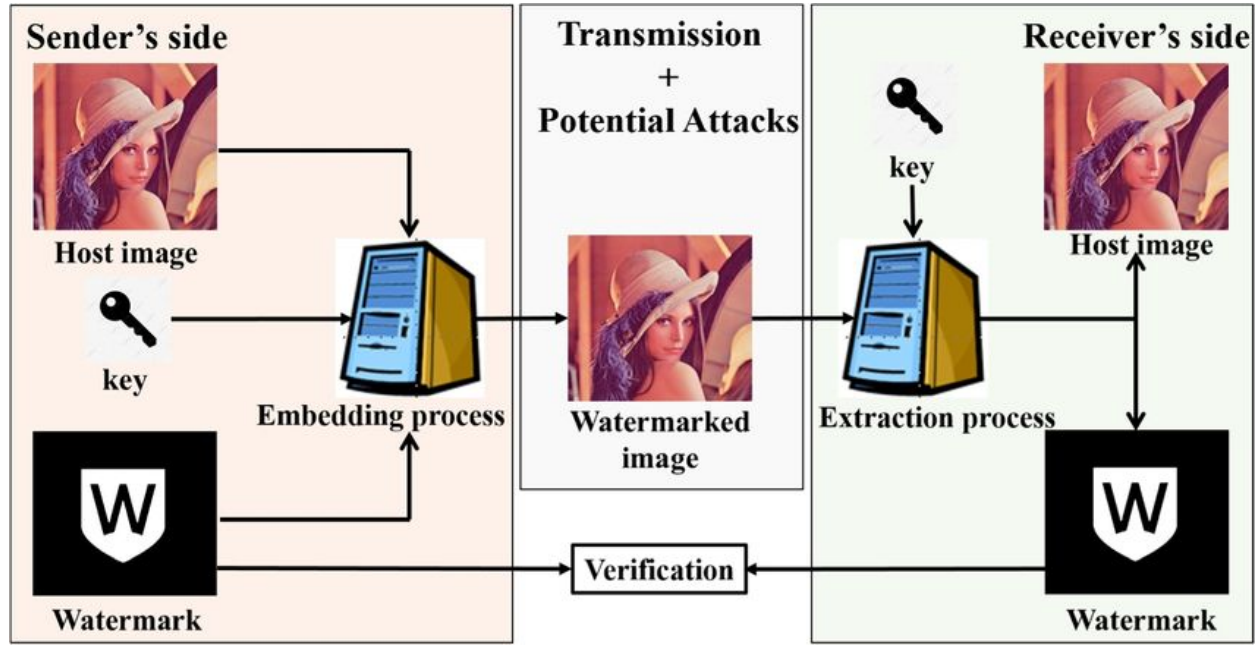 Sender's side
Host image
key
Watermark
Embedding process
W
Transmission
+
Potential Attacks
Watermarked
image
Verification
Receiver's side
key
Host image
Extraction process
W
Watermark